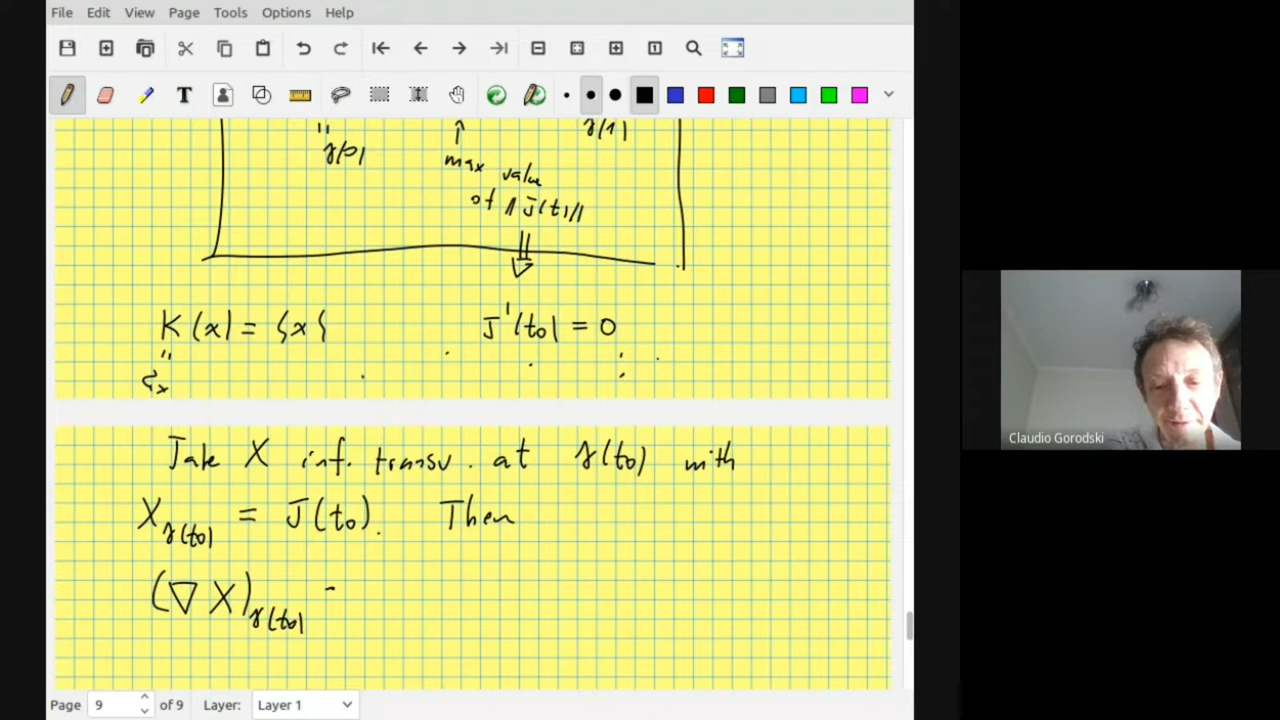 File Edit View Page Tools Options Help
γ(0)
γ(1)
max value
of ||J(t)||
⇓
K(x) = {x}
J'(t₀) = 0
Take X inf. transv. at γ(t₀) with
X_γ(t₀) = J(t₀). Then
(∇X)_γ(t₀)
Claudio Gorodski
Page 9 of 9 Layer: Layer 1